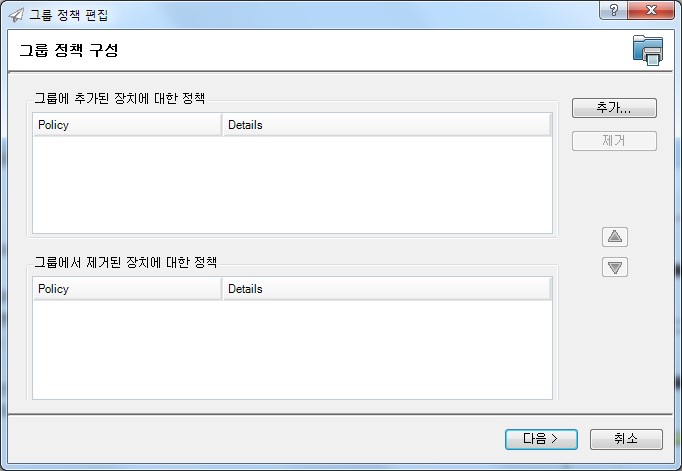 그룹 정책 편집
그룹 정책 구성
그룹에 추가된 장치에 대한 정책
Policy Details
추가...
제거
그룹에서 제거된 장치에 대한 정책
Policy Details
다음 > 취소